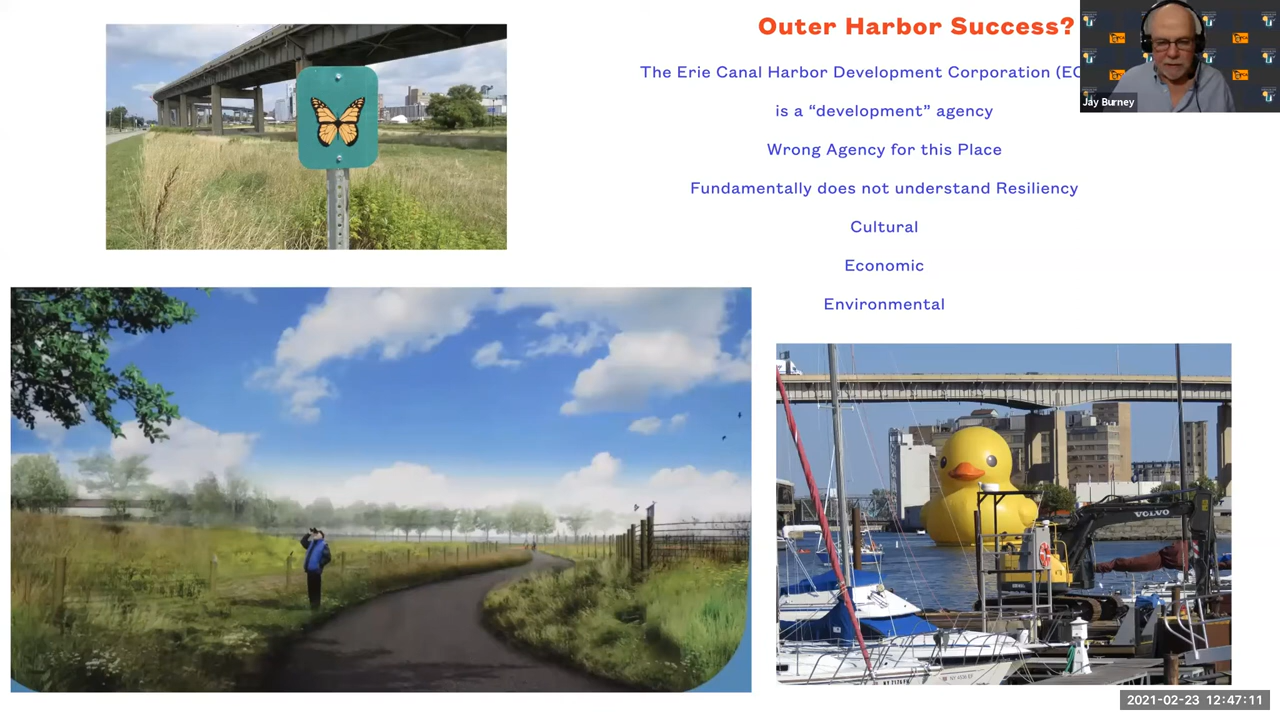 Outer Harbor Success?
The Erie Canal Harbor Development Corporation
is a “development” agency
Wrong Agency for this Place
Fundamentally does not understand Resiliency
Cultural
Economic
Environmental
Jay Burney
VOLVO
2021-02-23 12:47:11